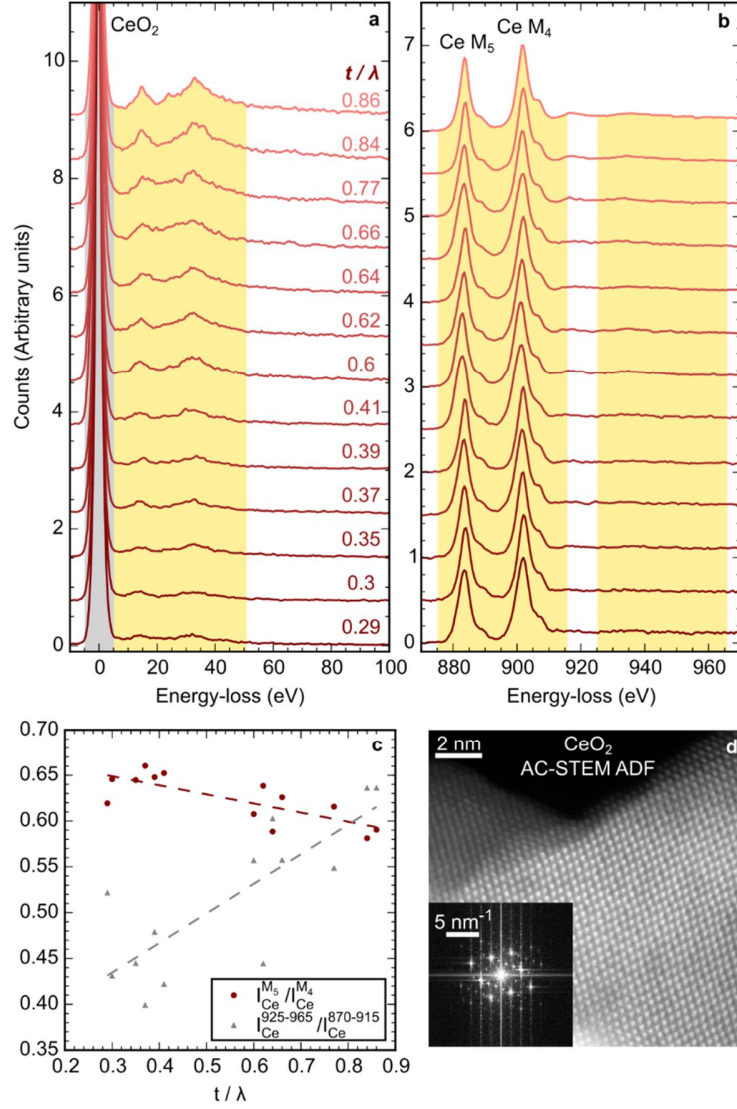 a
CeO₂
t / λ
0.86
0.84
0.77
0.66
0.64
0.62
0.6
0.41
0.39
0.37
0.35
0.3
0.29
10
8
6
4
2
0
Counts (Arbitrary units)
0 20 40 60 80 100
Energy-loss (eV)
b
Ce M₅ Ce M₄
7
6
5
4
3
2
1
0
880 900 920 940 960
Energy-loss (eV)
c
0.70
0.65
0.60
0.55
0.50
0.45
0.40
0.35
I_Ce^M₅ / I_Ce^M₄
I_Ce^925-965 / I_Ce^870-915
0.2 0.3 0.4 0.5 0.6 0.7 0.8 0.9
t / λ
2 nm
CeO₂
d
AC-STEM ADF
5 nm⁻¹